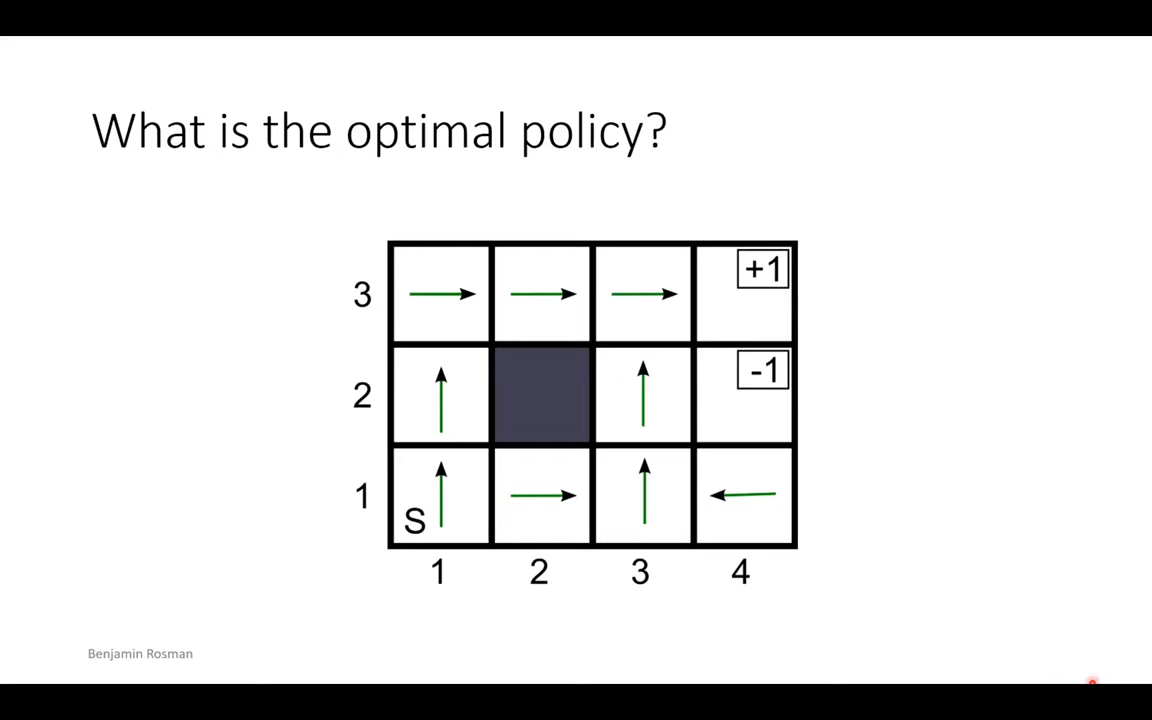 What is the optimal policy?
3
+1
2
-1
1
S
1 2 3 4
Benjamin Rosman